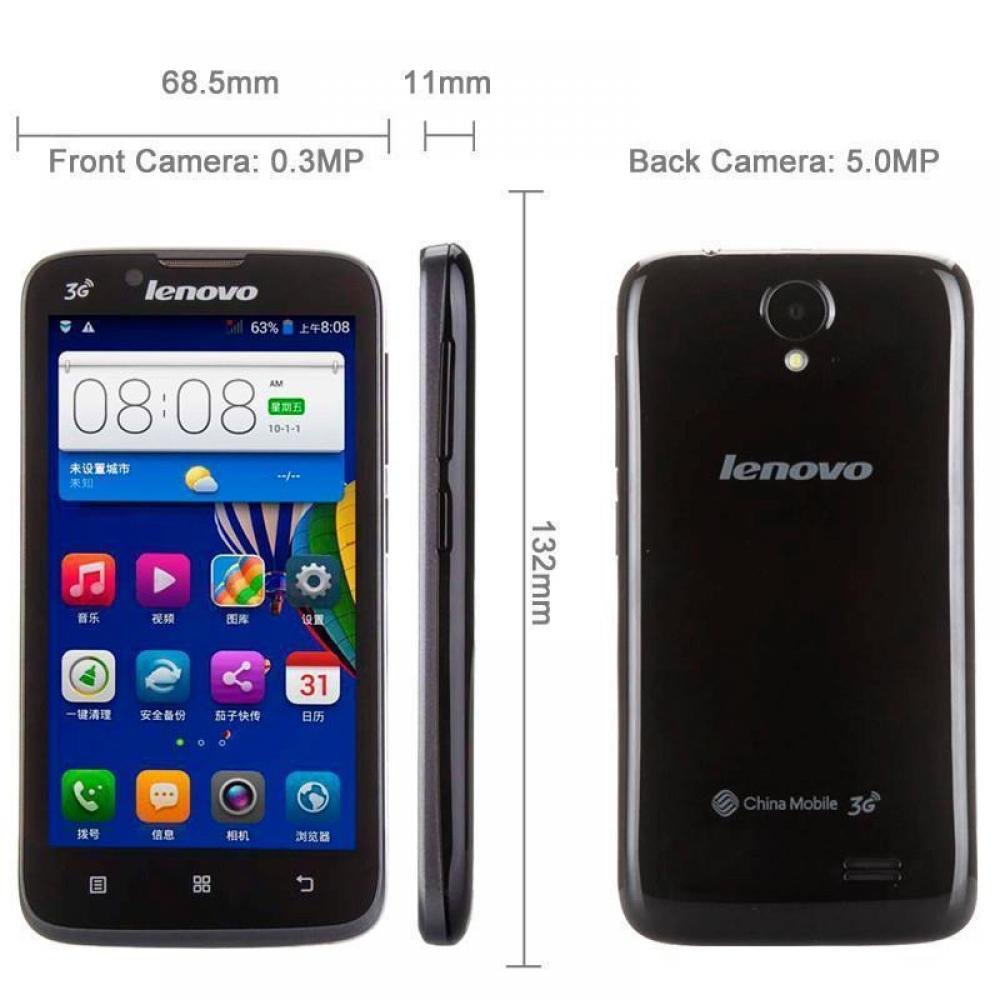 68.5mm
11mm
Front Camera: 0.3MP
Back Camera: 5.0MP
3G
lenovo
63%
上午8:08
08:08
AM
星期五
10-1-1
未设置城市
未知
--/--
音乐
视频
图库
设置
一键清理
安全备份
茄子快传
31
日历
拨号
信息
相机
浏览器
132mm
lenovo
China Mobile 3G